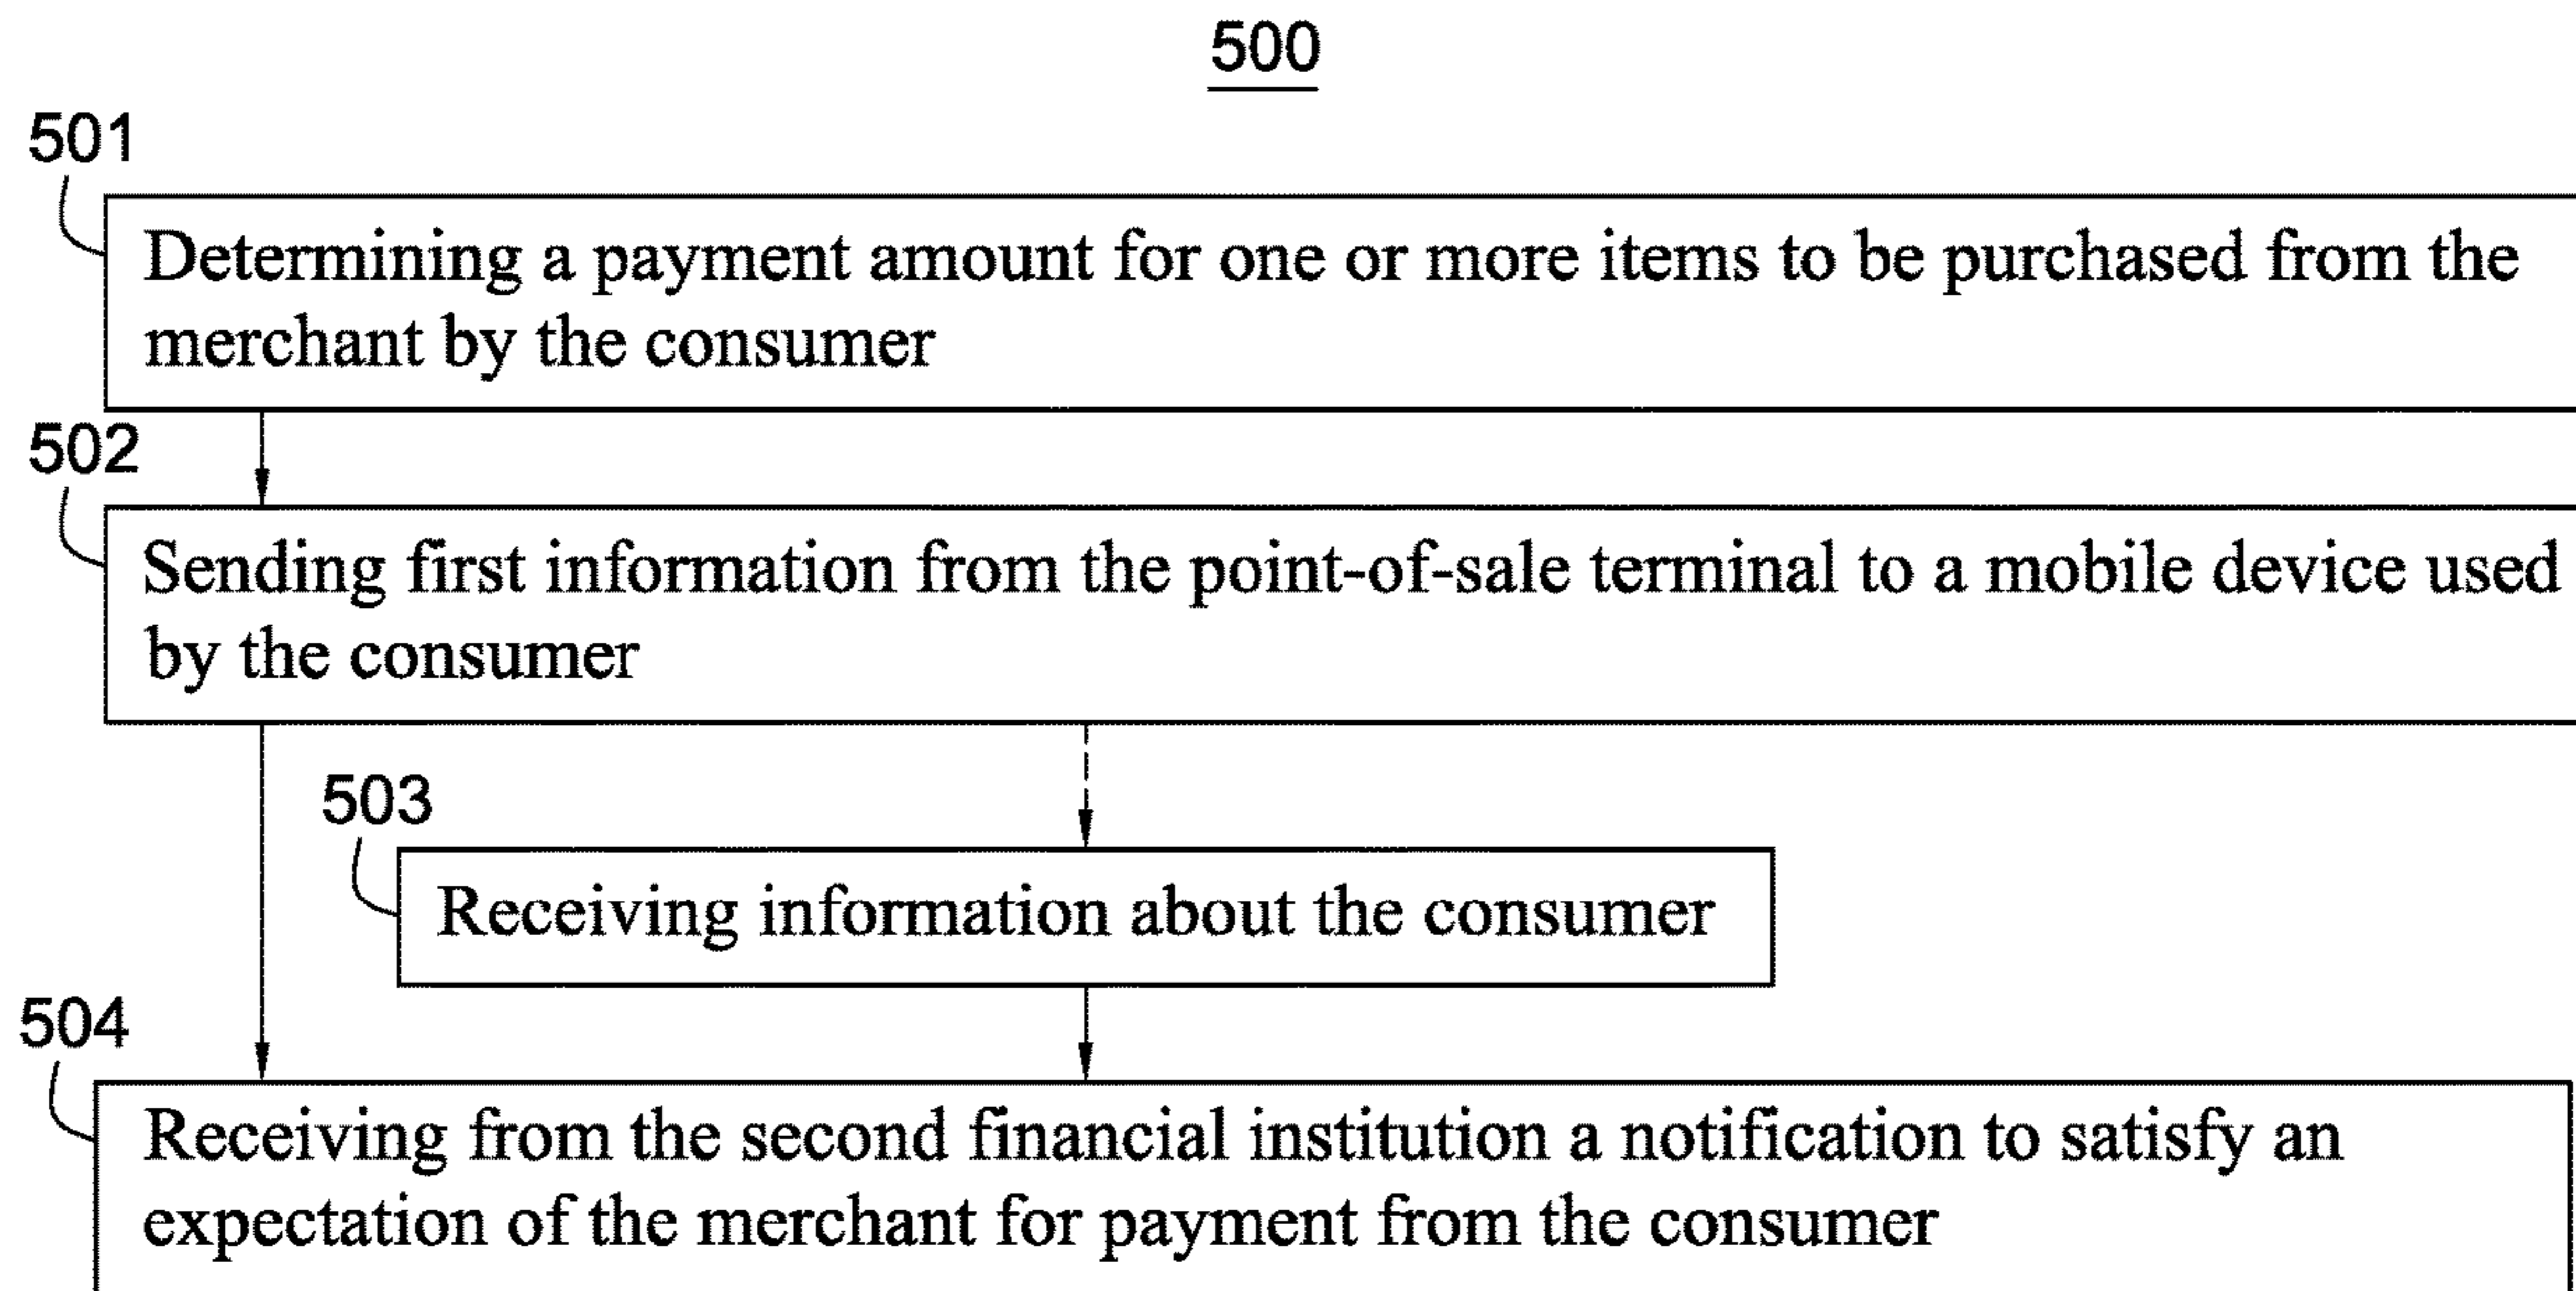 500
501
Determining a payment amount for one or more items to be purchased from the
merchant by the consumer
502
Sending first information from the point-of-sale terminal to a mobile device used
by the consumer
503
Receiving information about the consumer
504
Receiving from the second financial institution a notification to satisfy an
expectation of the merchant for payment from the consumer